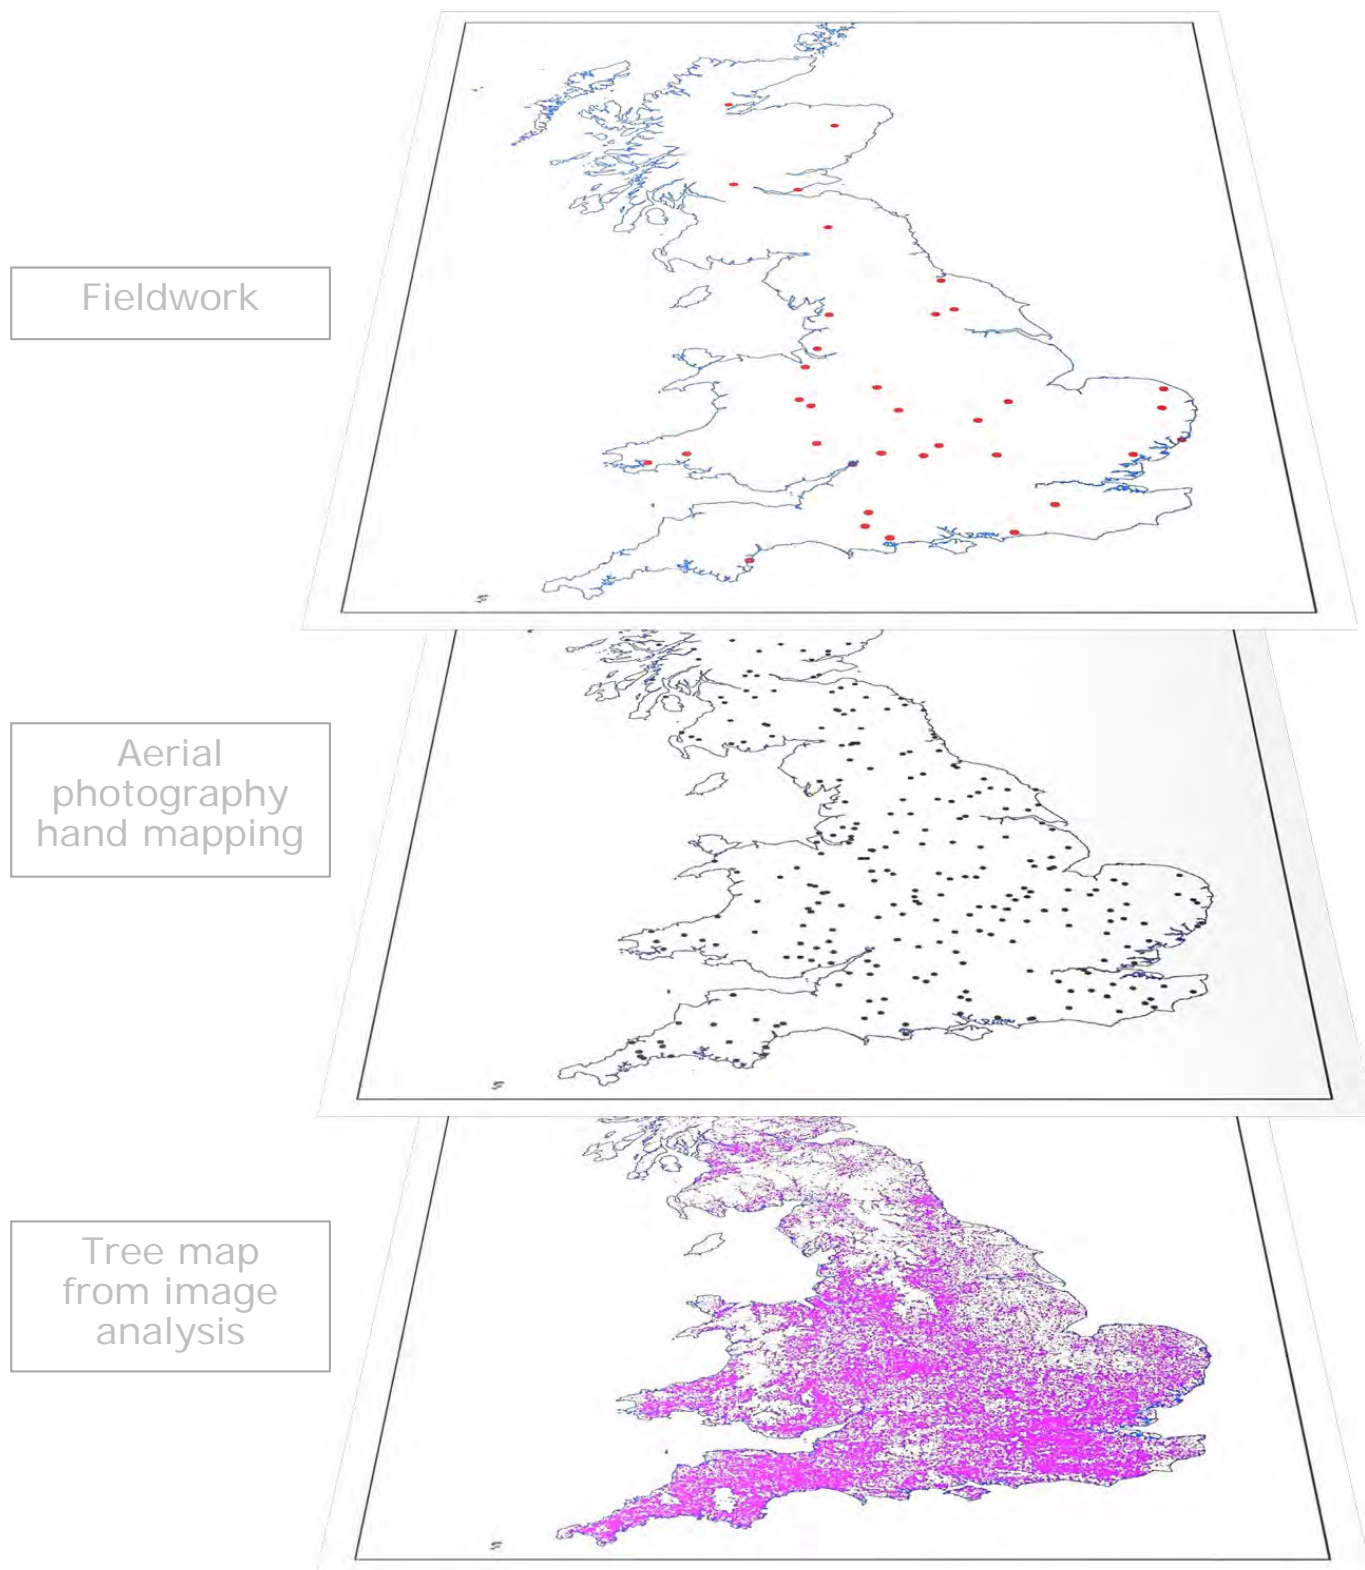 Fieldwork
Aerial
photography
hand mapping
Tree map
from image
analysis